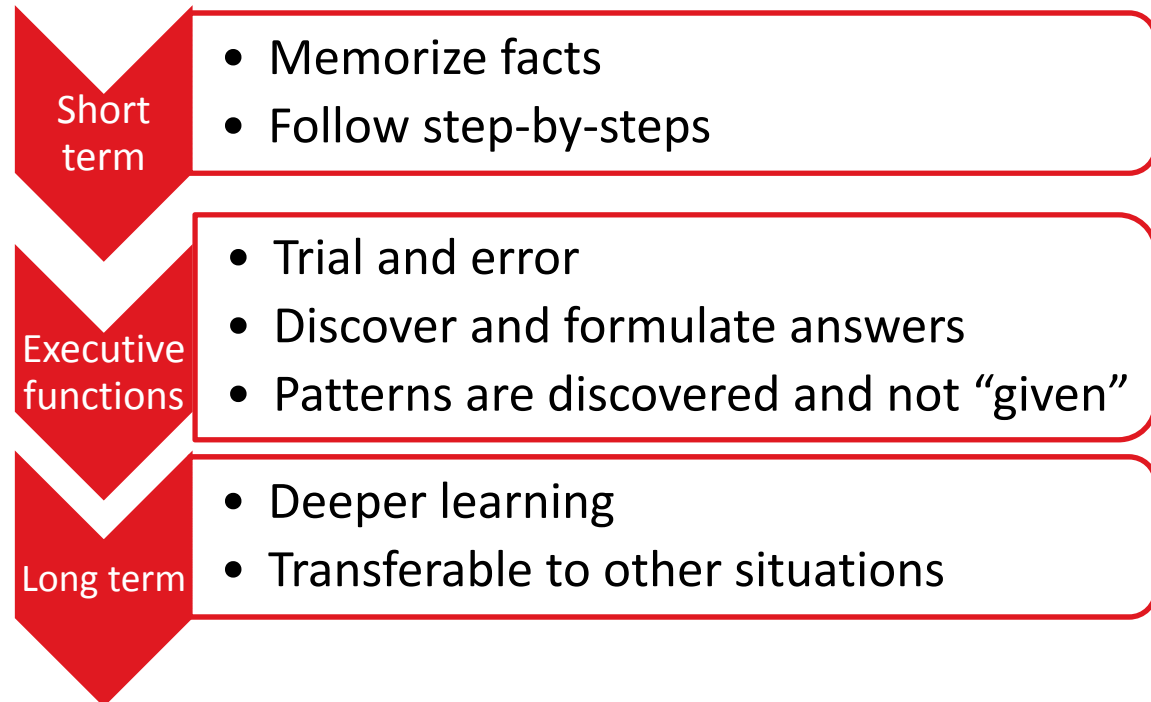 Short
term
• Memorize facts
• Follow step-by-steps
Executive
functions
• Trial and error
• Discover and formulate answers
• Patterns are discovered and not “given”
Long term
• Deeper learning
• Transferable to other situations